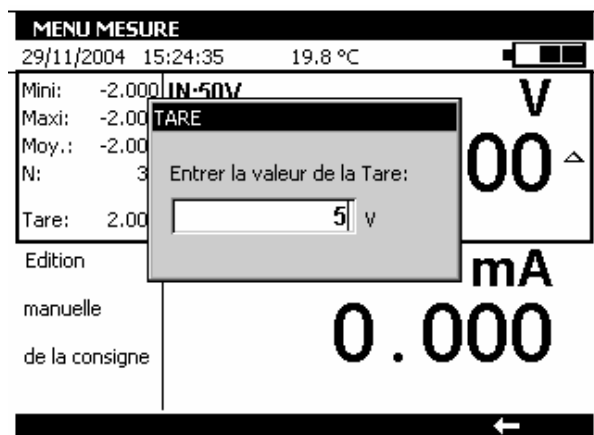 MENU MESURE
29/11/2004 15:24:35 19.8 °C
Mini: -2.000 IN:50V V
Maxi: -2.00
Moy.: -2.00
N: 3
00
Tare: 2.00
TARE
Entrer la valeur de la Tare:
5 V
Edition
manuelle
de la consigne
mA
0.000